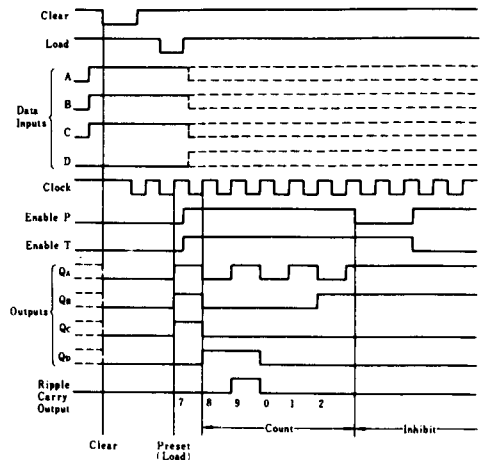 Clear
Load
A
B
C
D
Data
Inputs
Clock
Enable P
Enable T
QA
QB
QC
QD
Outputs
Ripple
Carry
Output
7 8 9 0 1 2
Count
Inhibit
Clear
Preset
(Load)